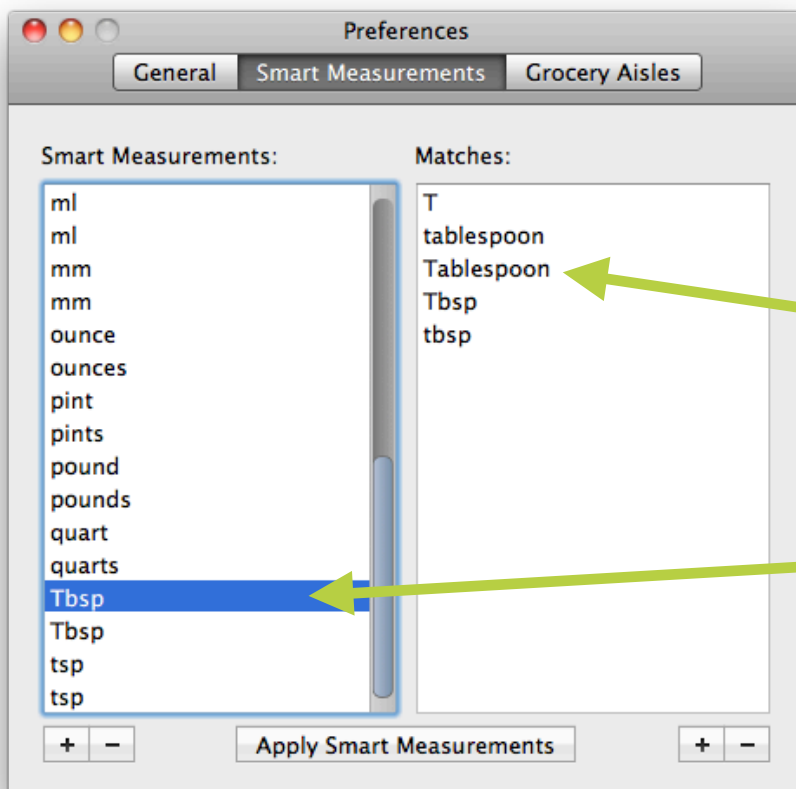 Preferences
General Smart Measurements Grocery Aisles
Smart Measurements:
ml
ml
mm
mm
ounce
ounces
pint
pints
pound
pounds
quart
quarts
Tbsp
Tbsp
tsp
tsp
Matches:
T
tablespoon
Tablespoon
Tbsp
tbsp
+ − Apply Smart Measurements + −